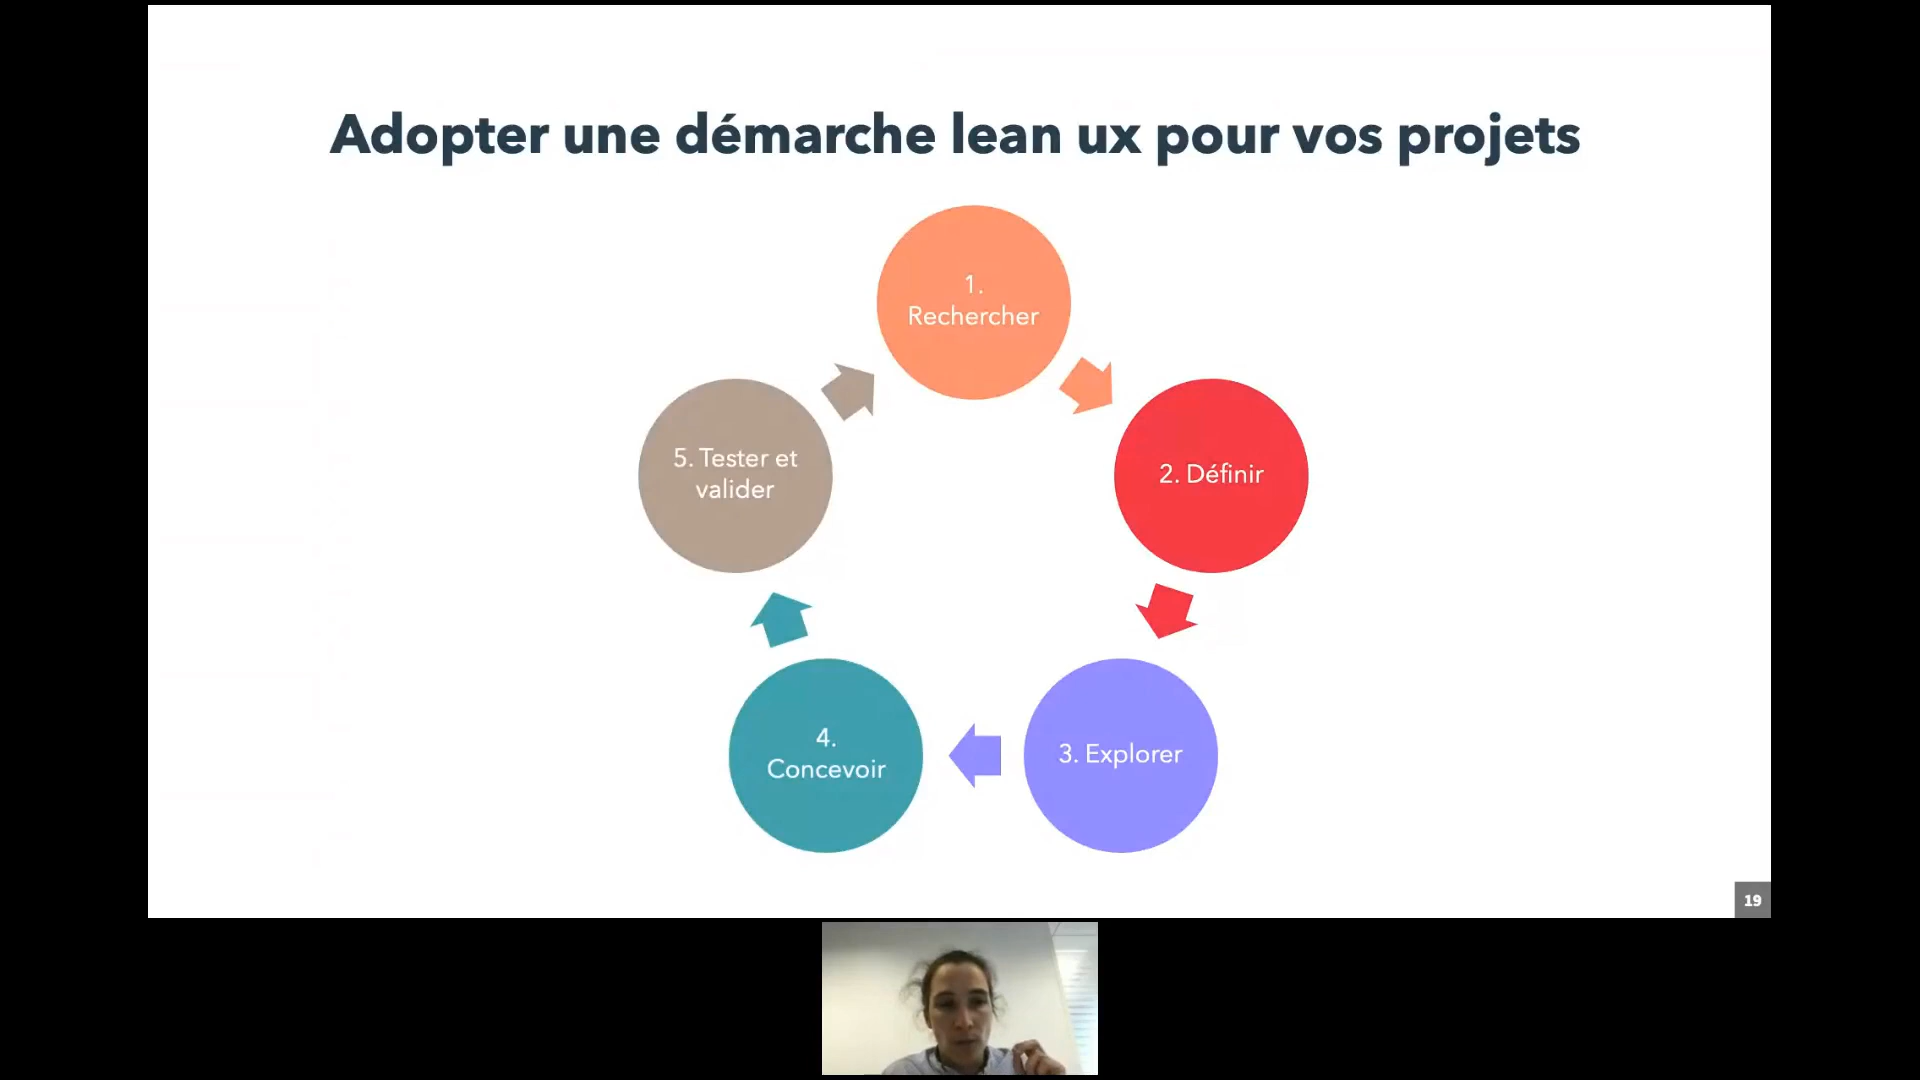 Adopter une démarche lean ux pour vos projets
1.
Rechercher
2. Définir
3. Explorer
4.
Concevoir
5. Tester et
valider
19